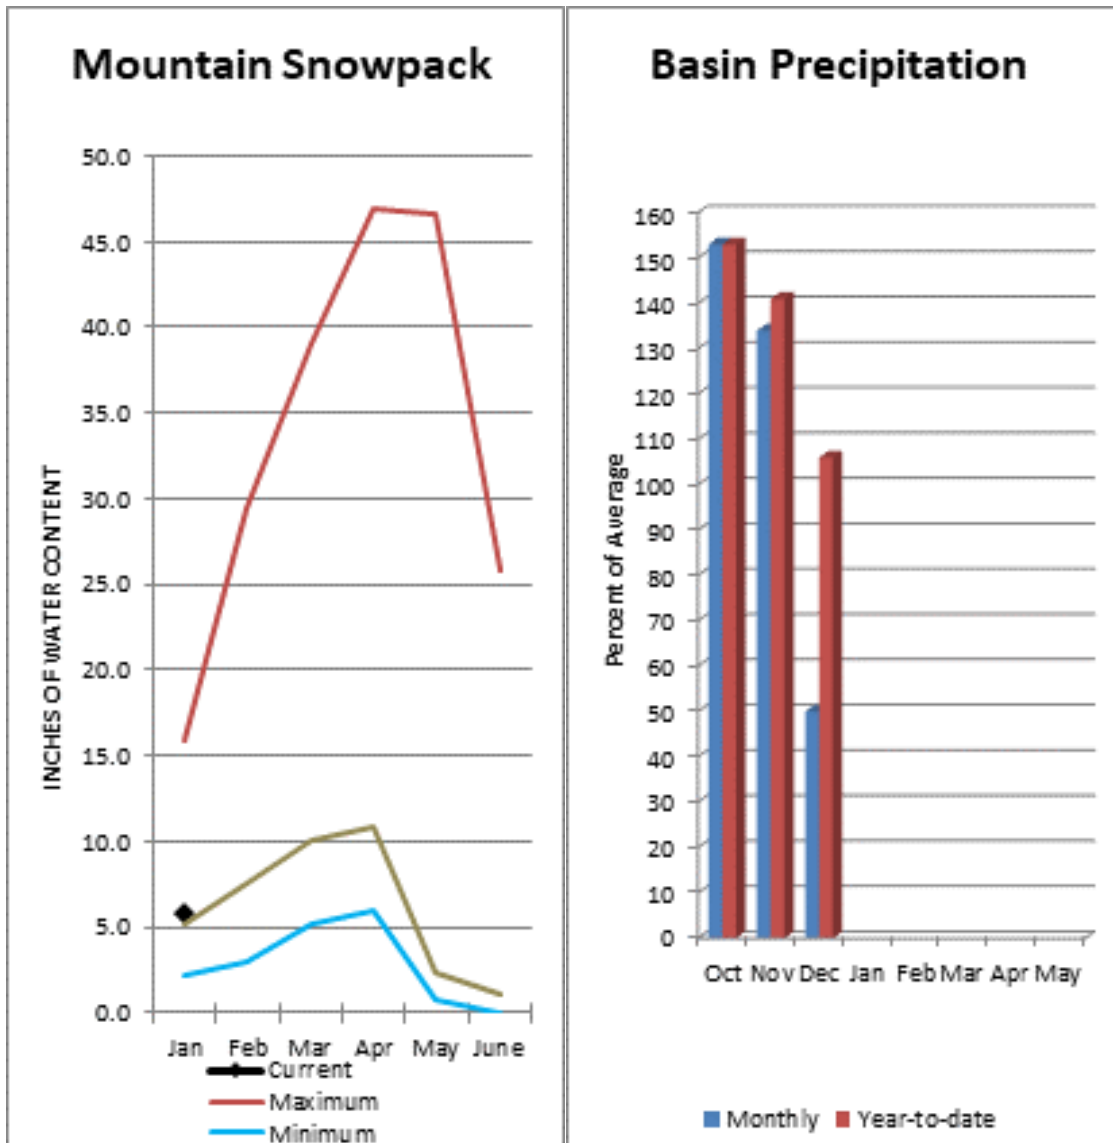 Mountain Snowpack
50.0
45.0
40.0
35.0
30.0
25.0
20.0
15.0
10.0
5.0
0.0
INCHES OF WATER CONTENT
Jan Feb Mar Apr May June
Current
Maximum
Minimum
Basin Precipitation
160
150
140
130
120
110
100
90
80
70
60
50
40
30
20
10
0
Percent of Average
Oct Nov Dec Jan Feb Mar Apr May
Monthly Year-to-date